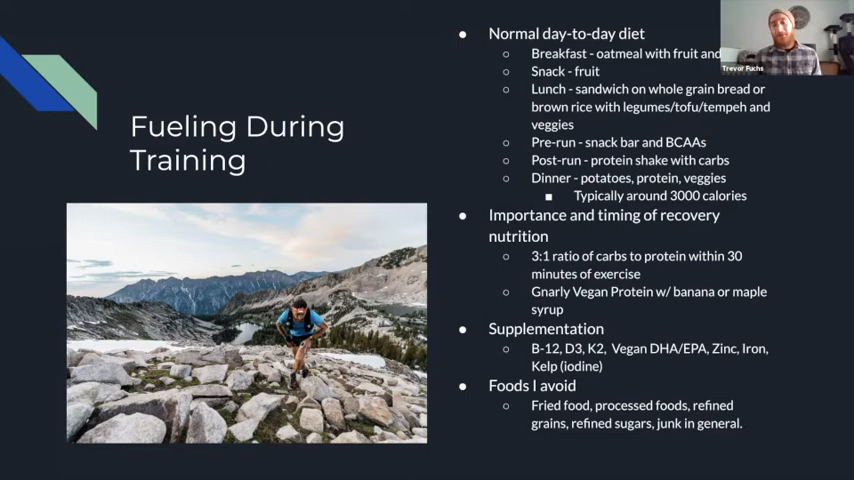 Fueling During
Training
Normal day-to-day diet
Breakfast - oatmeal with fruit and
Snack - fruit
Lunch - sandwich on whole grain bread or
brown rice with legumes/tofu/tempeh and
veggies
Pre-run - snack bar and BCAAs
Post-run - protein shake with carbs
Dinner - potatoes, protein, veggies
Typically around 3000 calories
Importance and timing of recovery
nutrition
3:1 ratio of carbs to protein within 30
minutes of exercise
Gnarly Vegan Protein w/ banana or maple
syrup
Supplementation
B-12, D3, K2, Vegan DHA/EPA, Zinc, Iron,
Kelp (iodine)
Foods I avoid
Fried food, processed foods, refined
grains, refined sugars, junk in general.
Trevor Fuchs